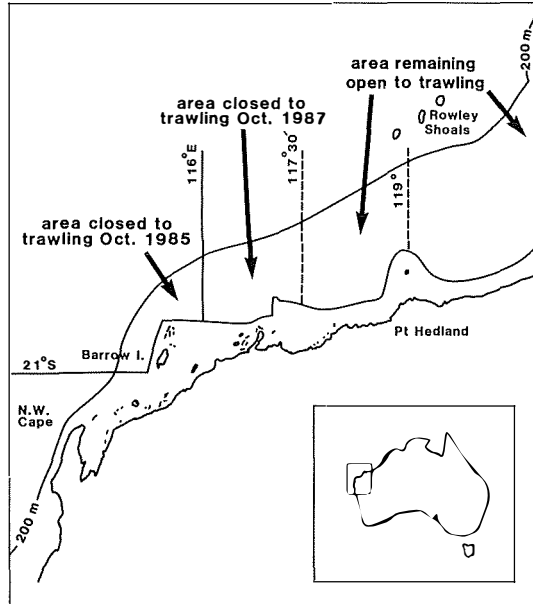 200 m
area remaining
open to trawling
area closed to
trawling Oct. 1987
Rowley
Shoals
116°E
117°30'
119°
area closed to
trawling Oct. 1985
Pt Hedland
Barrow I.
21°S
N.W.
Cape
200 m